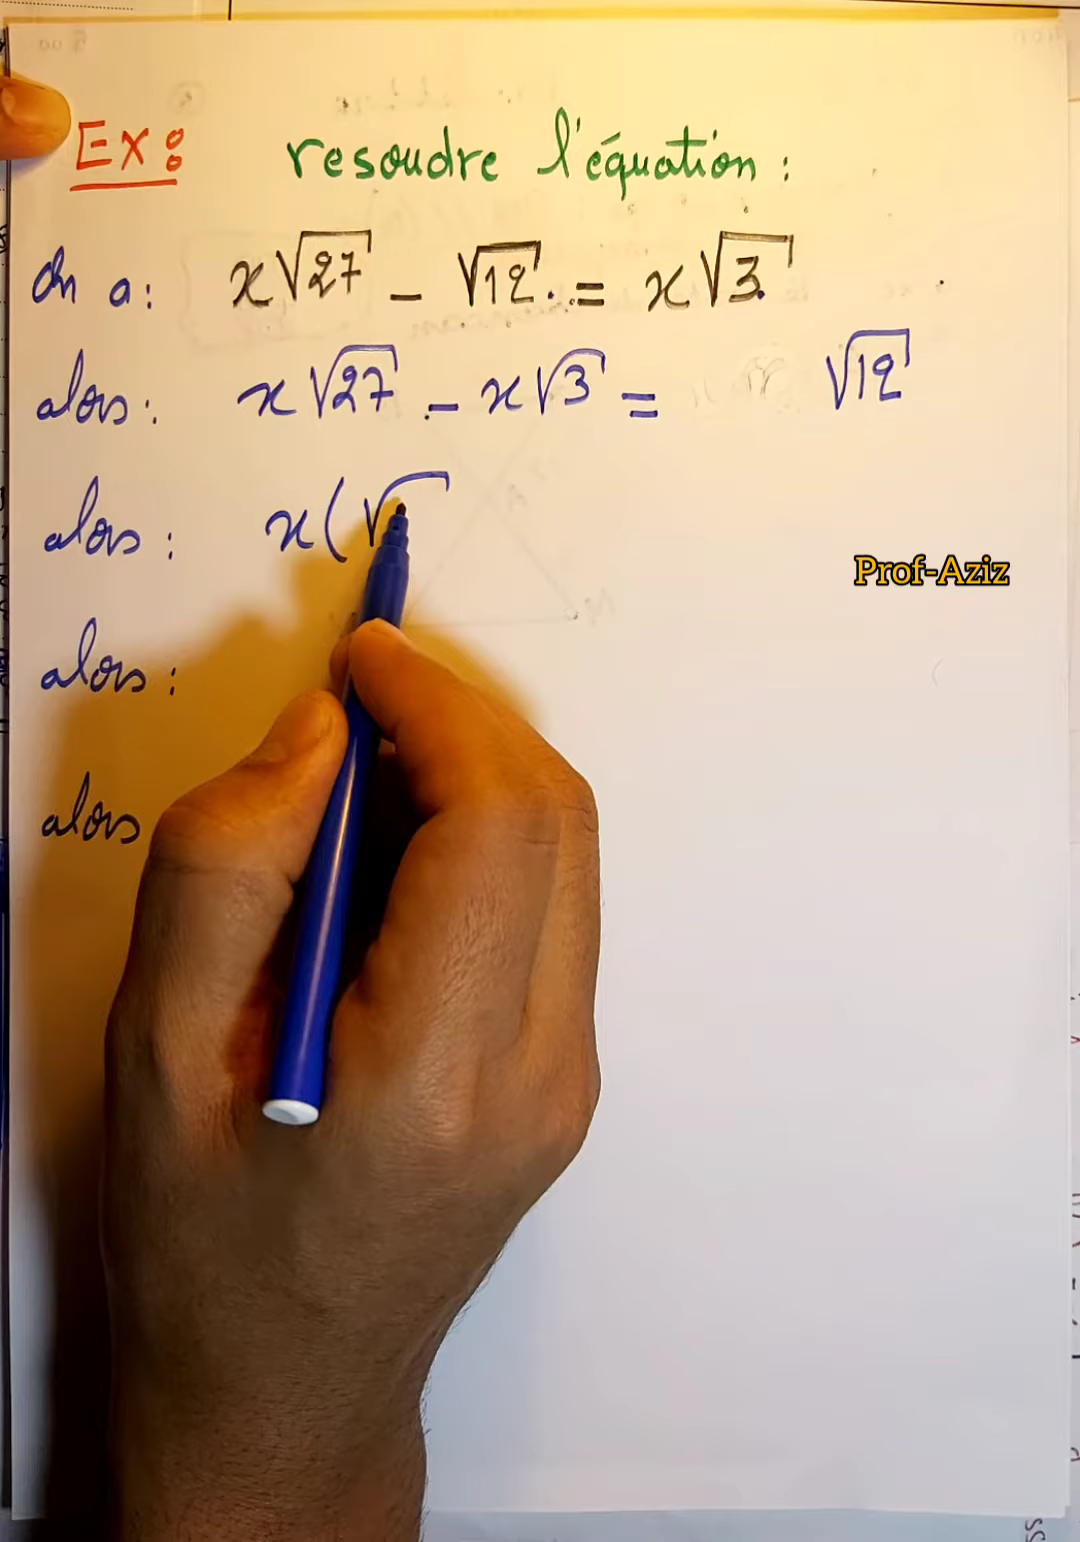 Ex: resoudre l'équation :
On a: x√27 - √12 = x√3
alors: x√27 - x√3 = √12
alors: x(√
Prof-Aziz
alors:
alors